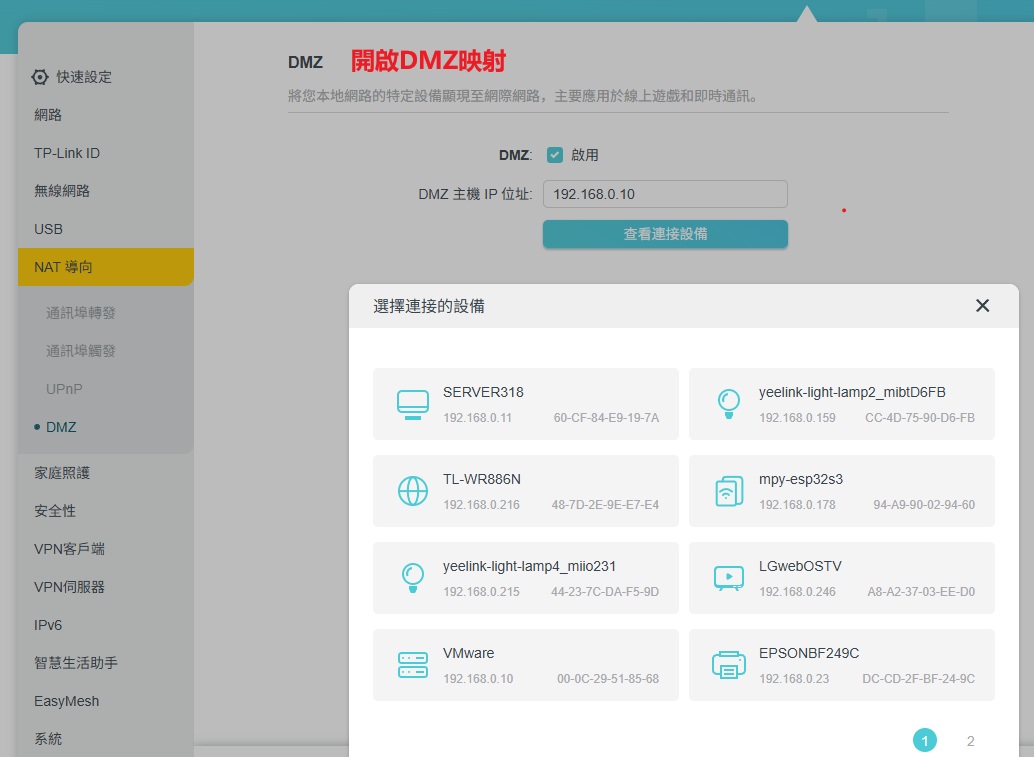 DMZ 開啟DMZ映射
將您本地網路的特定設備顯現至網際網路，主要應用於線上遊戲和即時通訊。
快速設定
網路
TP-Link ID
無線網路
USB
NAT 導向
通訊埠轉發
通訊埠觸發
UPnP
DMZ
家庭照護
安全性
VPN客戶端
VPN伺服器
IPv6
智慧生活助手
EasyMesh
系統
DMZ: 啟用
DMZ 主機 IP 位址: 192.168.0.10
查看連接設備
選擇連接的設備
SERVER318
192.168.0.11 60-CF-84-E9-19-7A
yeelink-light-lamp2_mibtD6FB
192.168.0.159 CC-4D-75-90-D6-FB
TL-WR886N
192.168.0.216 48-7D-2E-9E-E7-E4
mpy-esp32s3
192.168.0.178 94-A9-90-02-94-60
yeelink-light-lamp4_miio231
192.168.0.215 44-23-7C-DA-F5-9D
LGwebOSTV
192.168.0.246 A8-A2-37-03-EE-D0
VMware
192.168.0.10 00-0C-29-51-85-68
EPSONBF249C
192.168.0.23 DC-CD-2F-BF-24-9C
1 2